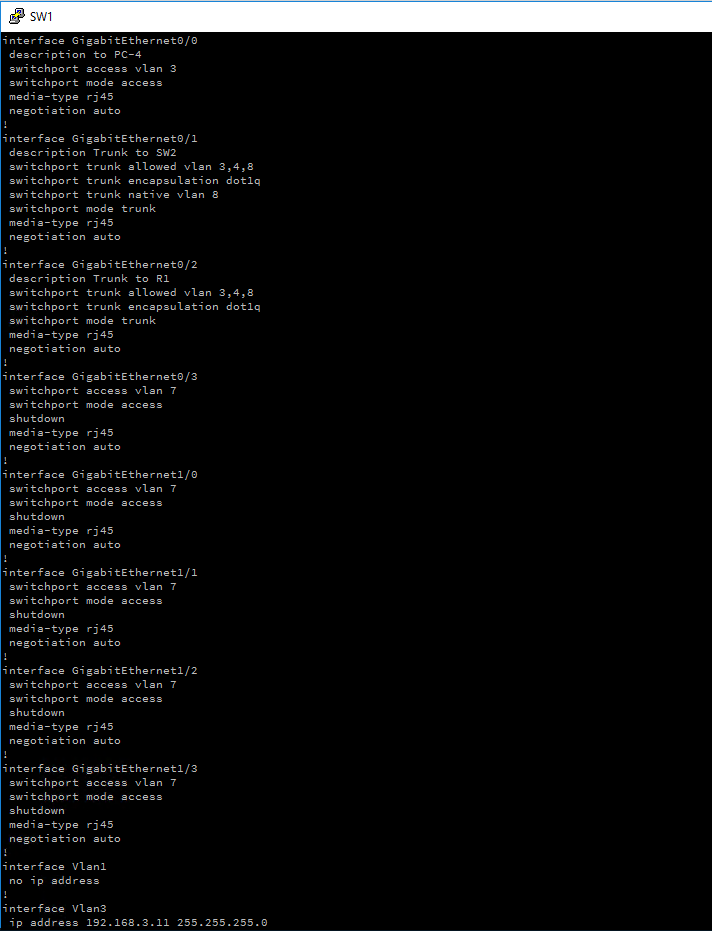 SW1
interface GigabitEthernet0/0
description to PC-4
switchport access vlan 3
switchport mode access
media-type rj45
negotiation auto
!
interface GigabitEthernet0/1
description Trunk to SW2
switchport trunk allowed vlan 3,4,8
switchport trunk encapsulation dot1q
switchport trunk native vlan 8
switchport mode trunk
media-type rj45
negotiation auto
!
interface GigabitEthernet0/2
description Trunk to R1
switchport trunk allowed vlan 3,4,8
switchport trunk encapsulation dot1q
switchport mode trunk
media-type rj45
negotiation auto
!
interface GigabitEthernet0/3
switchport access vlan 7
switchport mode access
shutdown
media-type rj45
negotiation auto
!
interface GigabitEthernet1/0
switchport access vlan 7
switchport mode access
shutdown
media-type rj45
negotiation auto
!
interface GigabitEthernet1/1
switchport access vlan 7
switchport mode access
shutdown
media-type rj45
negotiation auto
!
interface GigabitEthernet1/2
switchport access vlan 7
switchport mode access
shutdown
media-type rj45
negotiation auto
!
interface GigabitEthernet1/3
switchport access vlan 7
switchport mode access
shutdown
media-type rj45
negotiation auto
!
interface Vlan1
no ip address
!
interface Vlan3
ip address 192.168.3.11 255.255.255.0